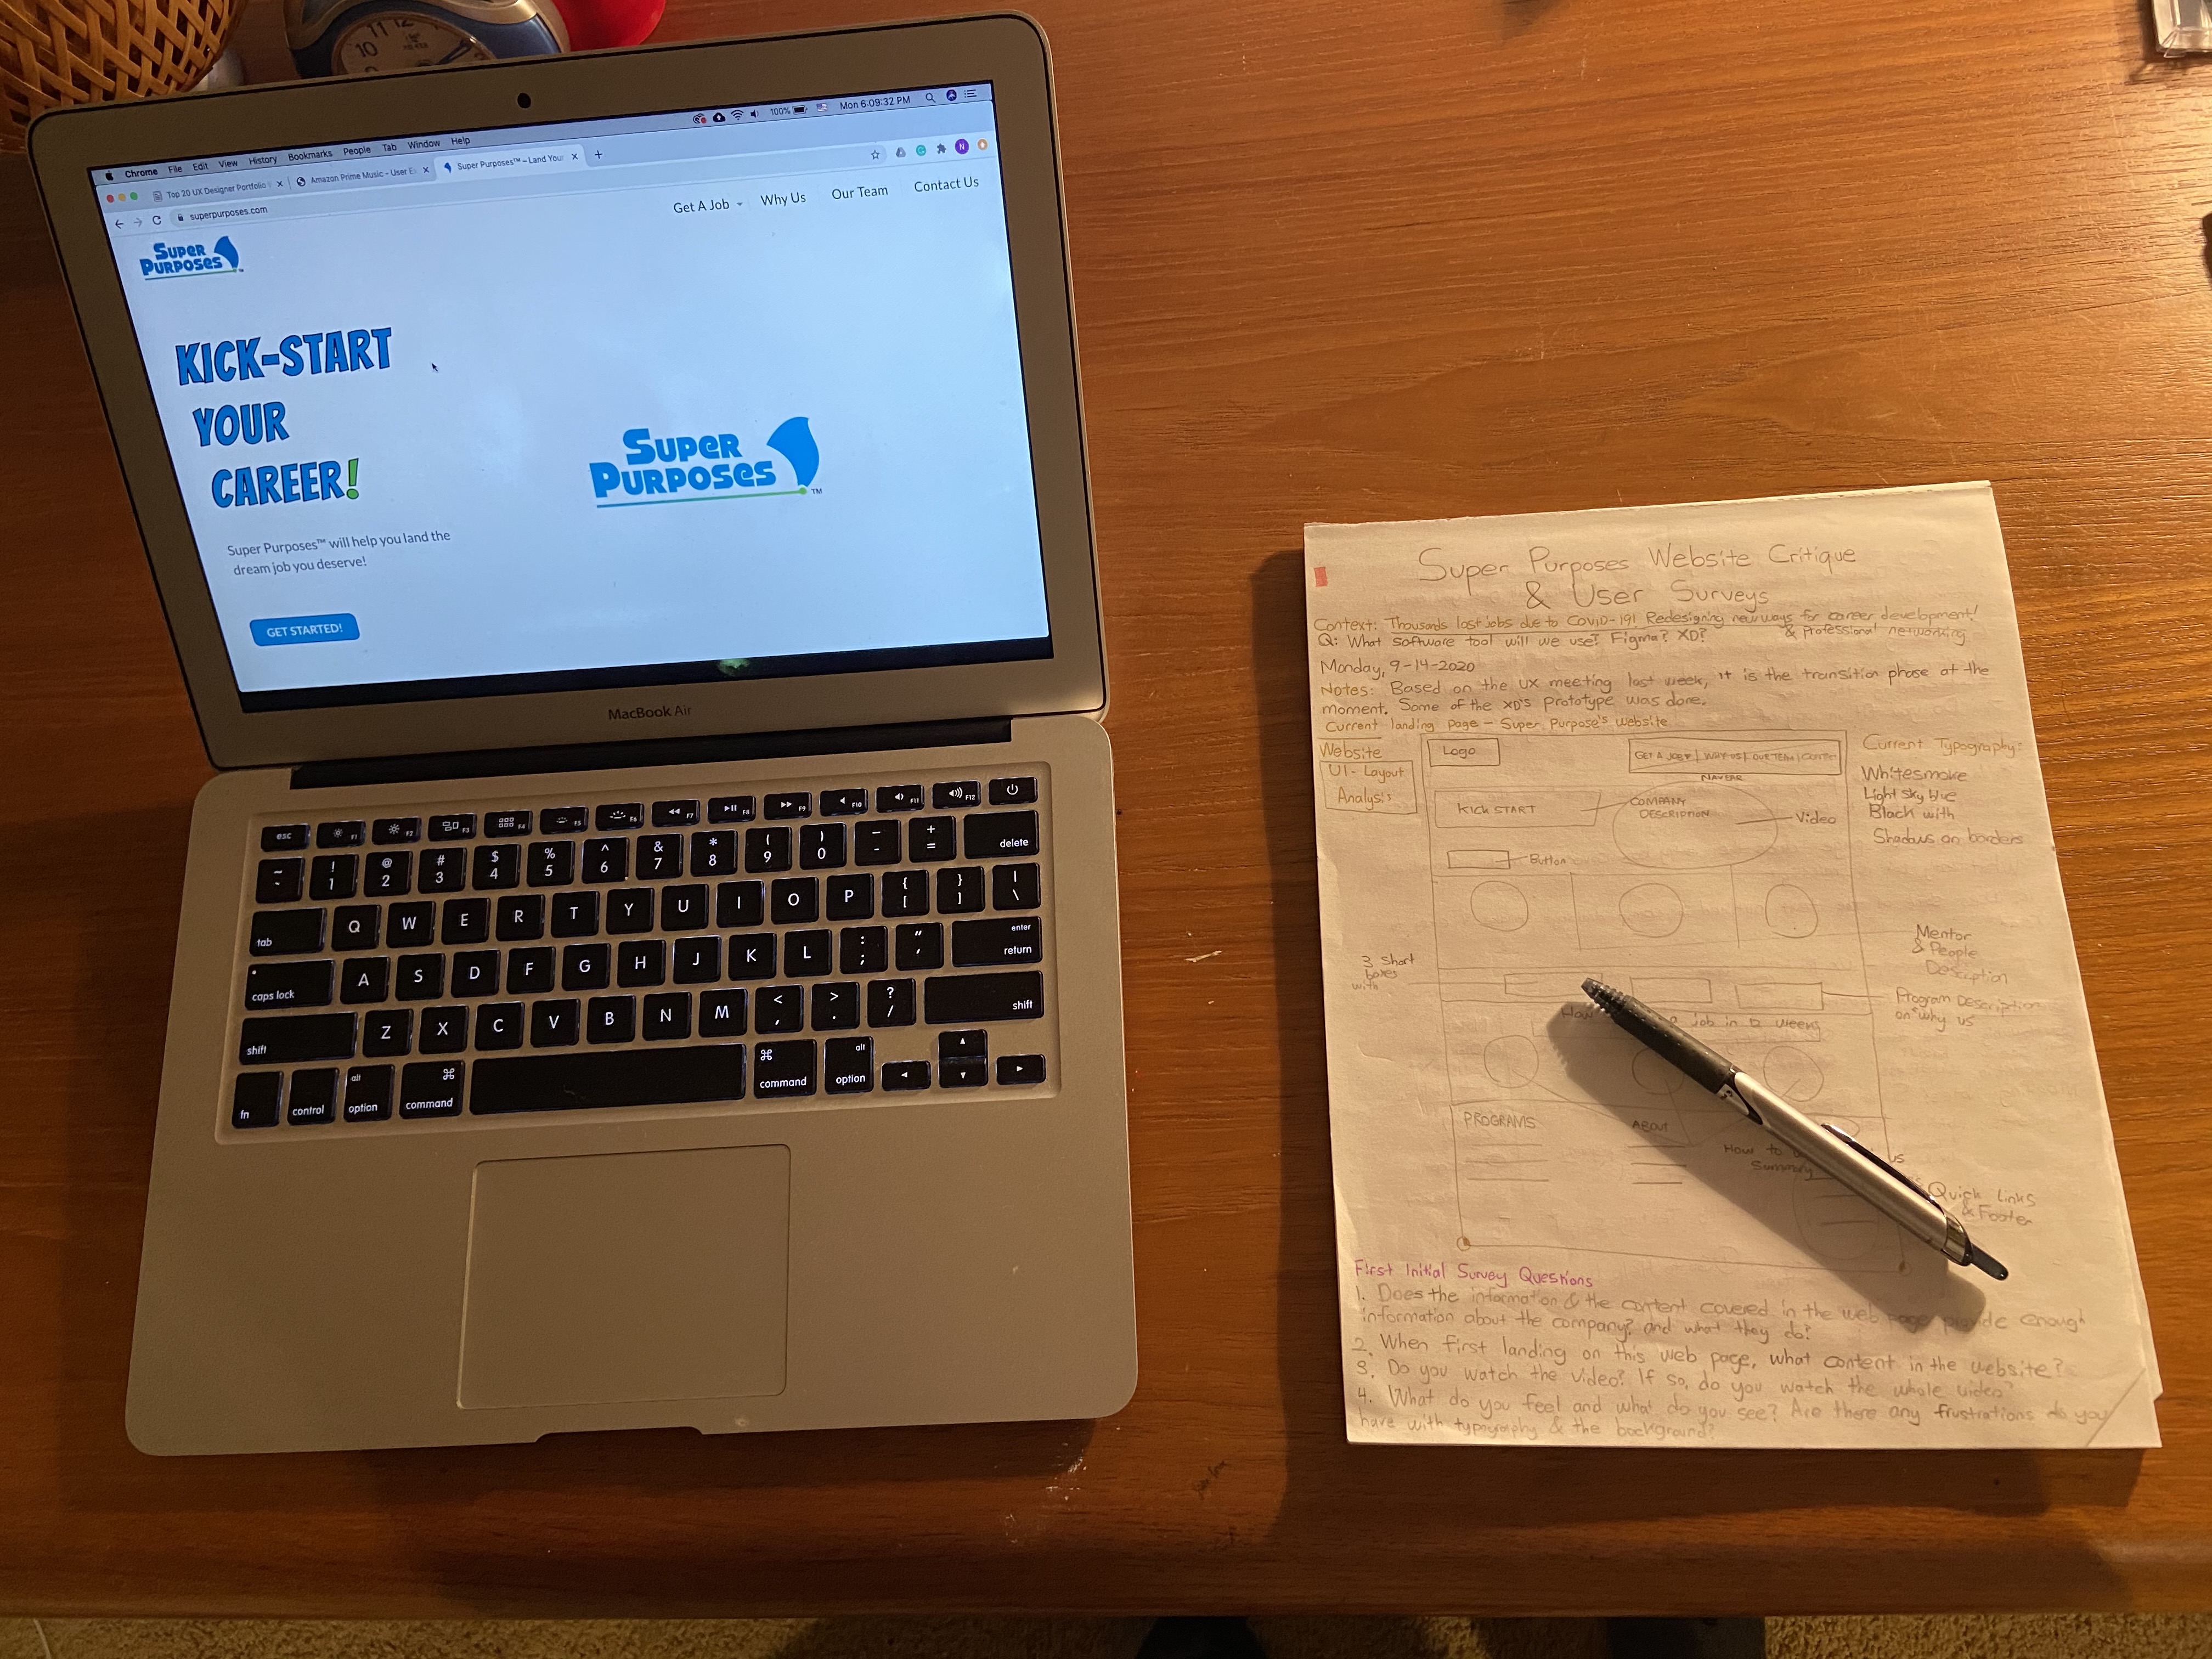 11 12
10
Chrome File Edit View History Bookmarks People Tab Window Help 100% Mon 6:09:32 PM
Top 20 UX Designer Portfolio
Amazon Prime Music - User E
Super Purposes™ – Land You
superpurposes.com
Get A Job Why Us Our Team Contact Us
SUPER
PURPOSES™
KICK-START
YOUR
CAREER!
SUPER
PURPOSES™
Super Purposes™ will help you land the
dream job you deserve!
GET STARTED!
MacBook Air
esc F1 F2 F3 F4 F5 F6 F7 F8 F9 F10 F11 F12
~ ` ! 1 @ 2 # 3 $ 4 % 5 ^ 6 & 7 * 8 ( 9 ) 0 _ - + = delete
tab Q W E R T Y U I O P { [ } ] | \
caps lock A S D F G H J K L : ; " ' enter return
shift Z X C V B N M < , > . ? / shift
fn control alt option ⌘ command ⌘ command alt option
Super Purposes Website Critique
& User Surveys
Context: Thousands lost jobs due to COVID-19! Redesigning new ways for career development!
& Professional networking
Q: What software tool will we use? Figma? XD?
Monday, 9-14-2020
Notes: Based on the UX meeting last week, it is the transition phase at the
moment. Some of the XD's prototype was done.
Current landing page – Super Purpose's website
Website
UI - Layout
Analysis
Logo
GET A JOB▾ | WHY US | OUR TEAM |
NAVBAR
KICK START
COMPANY
DESCRIPTION
Video
Button
Current Typography:
Whitesmoke
Light sky blue
Black with
Shadows on borders
Mentor
& People
Description
3 short
boxes
with
Program Description
on "why us"
How
job in 12 weeks
PROGRAMS
ABOUT
How to
Summary
us
Quick Links
& Footer
First Initial Survey Questions
1. Does the information & the content covered in the web page provide enough
information about the company? and what they do?
2. When first landing on this web page, what content in the website?
3. Do you watch the video? If so, do you watch the whole video?
4. What do you feel and what do you see? Are there any frustrations do you
have with typography & the background?